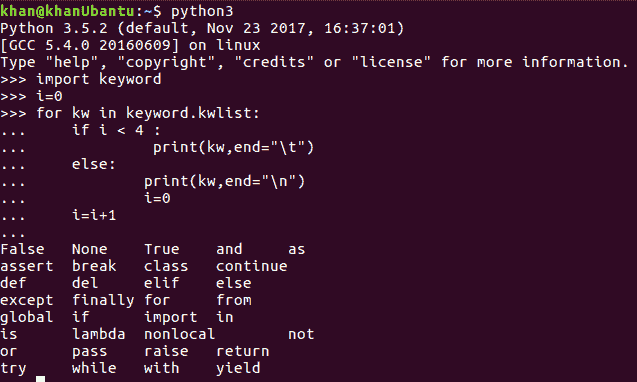 khan@khanUbantu:~$ python3
Python 3.5.2 (default, Nov 23 2017, 16:37:01)
[GCC 5.4.0 20160609] on linux
Type "help", "copyright", "credits" or "license" for more information.
>>> import keyword
>>> i=0
>>> for kw in keyword.kwlist:
...     if i < 4 :
...              print(kw,end="\t")
...     else:
...             print(kw,end="\n")
...             i=0
...     i=i+1
...
False   None    True    and     as
assert  break   class   continue
def     del     elif    else
except  finally for     from
global  if      import  in
is      lambda  nonlocal        not
or      pass    raise   return
try     while   with    yield